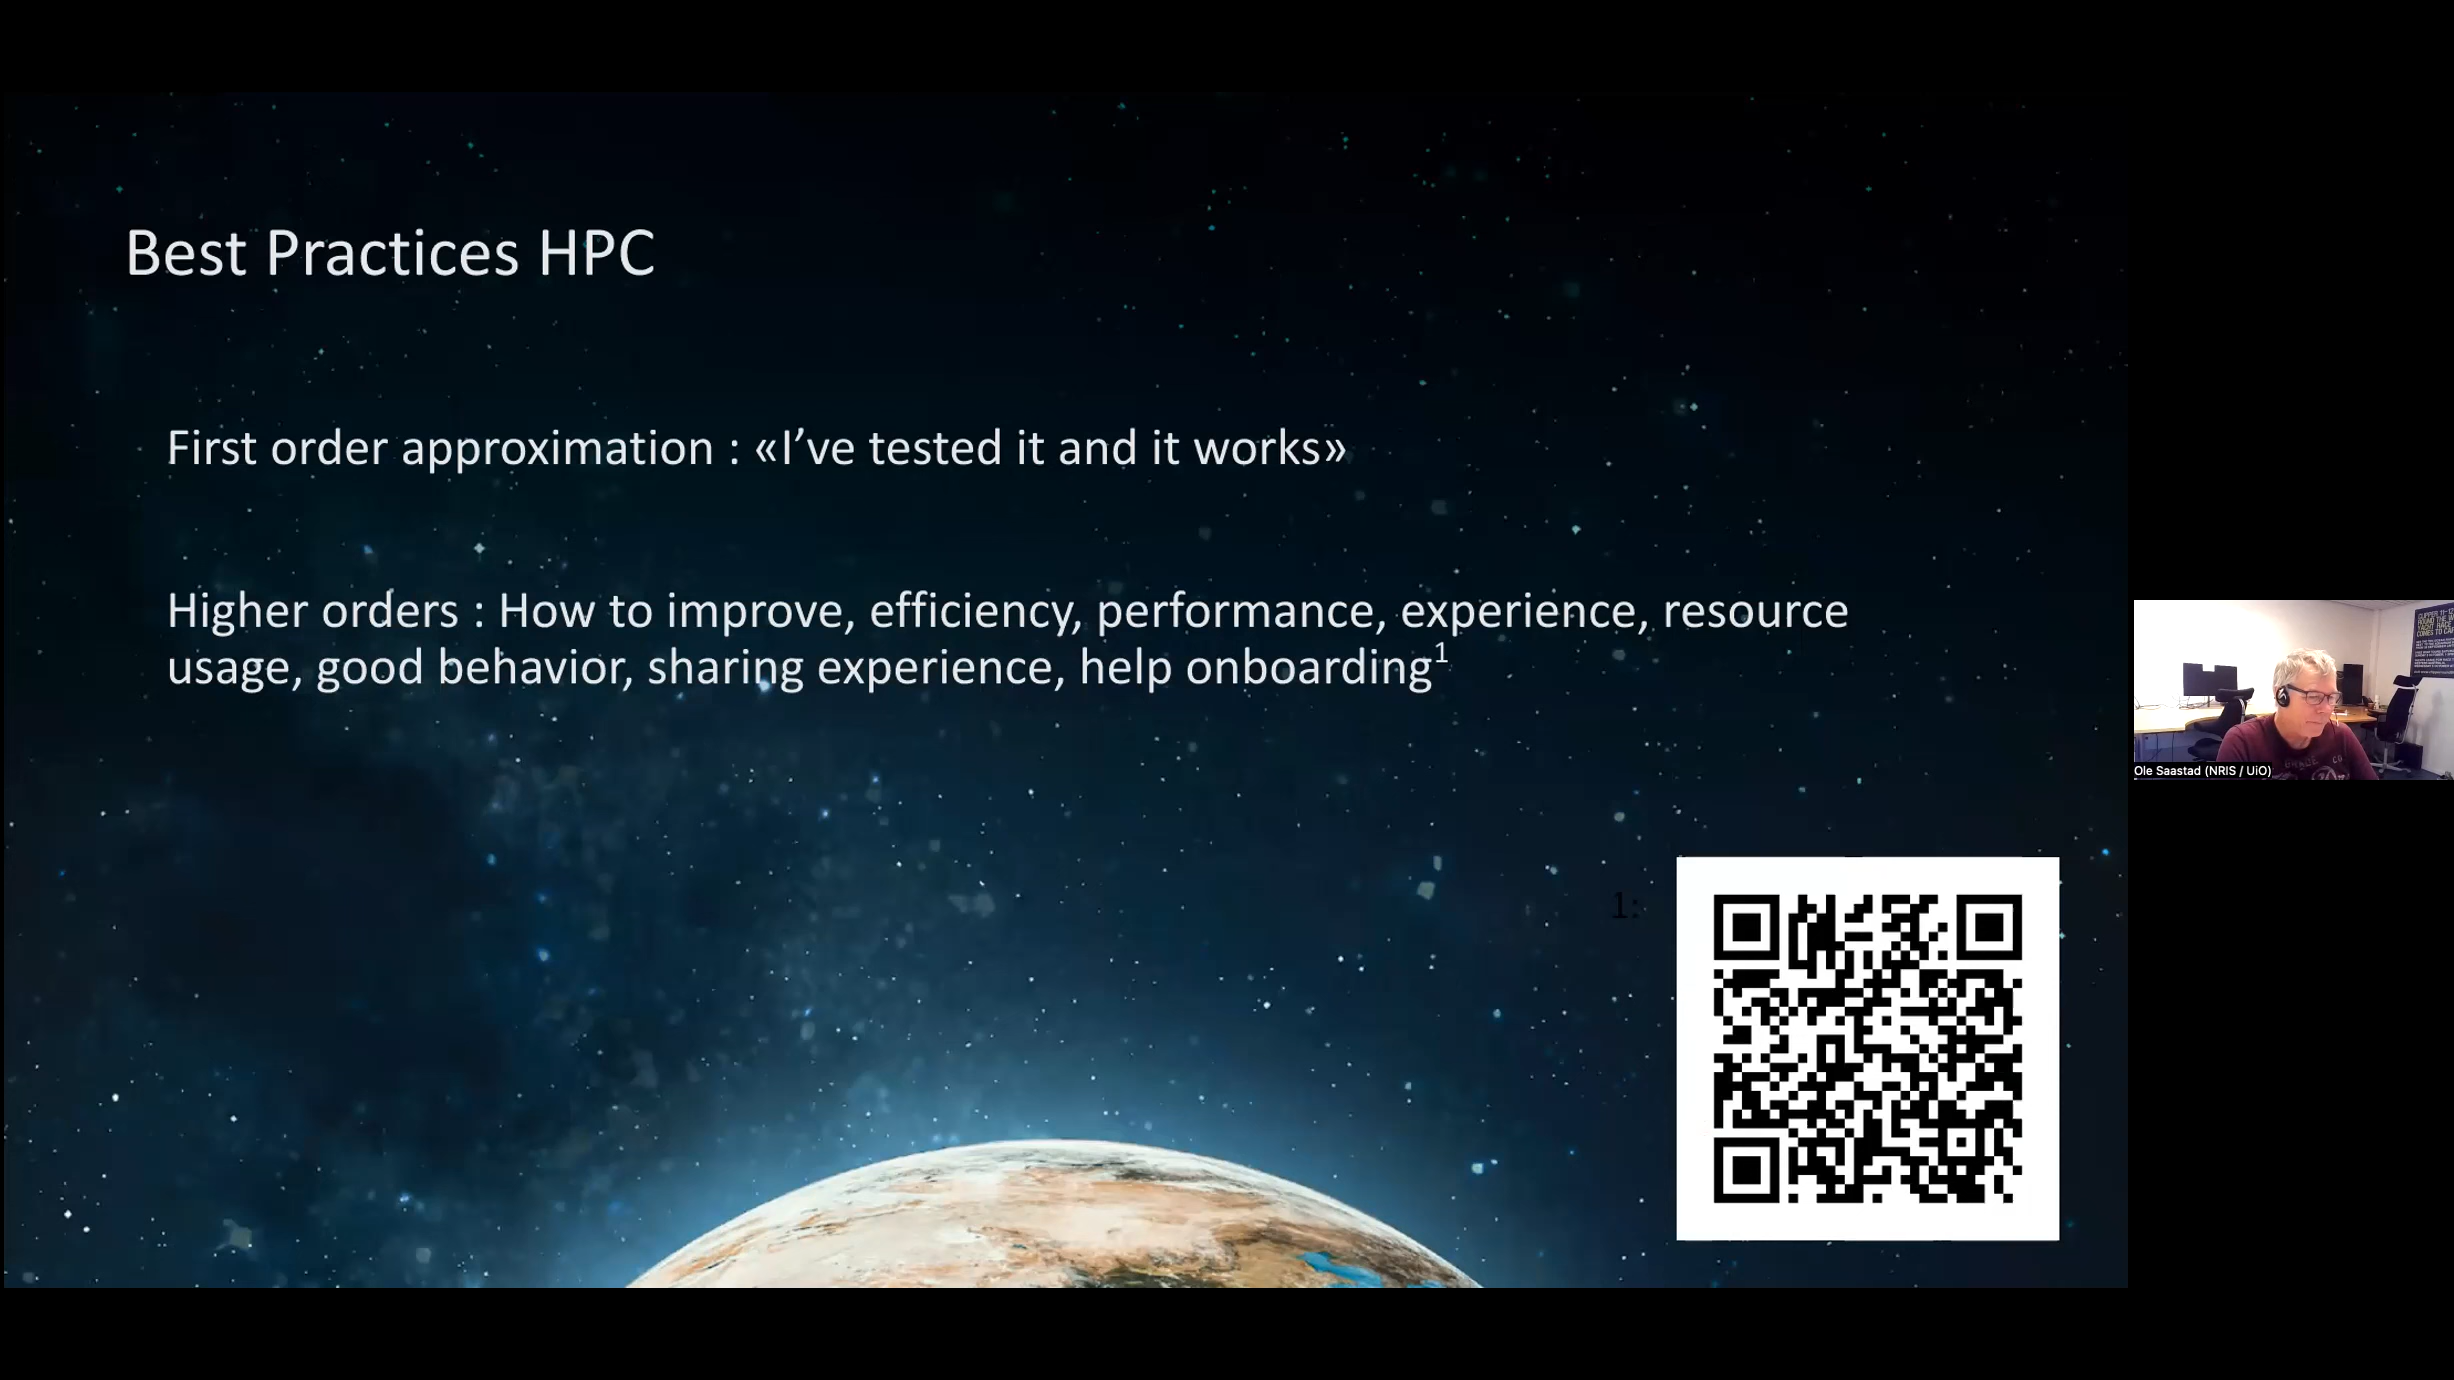 Best Practices HPC
First order approximation : «I’ve tested it and it works»
Higher orders : How to improve, efficiency, performance, experience, resource
usage, good behavior, sharing experience, help onboarding1
1:
Ole Saastad (NRIS / UiO)